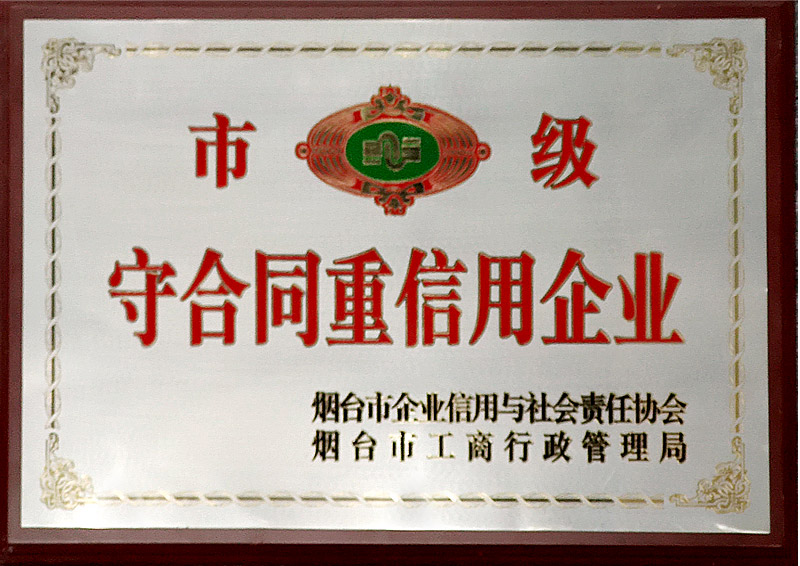 市 级
守合同重信用企业
烟台市企业信用与社会责任协会
烟台市工商行政管理局